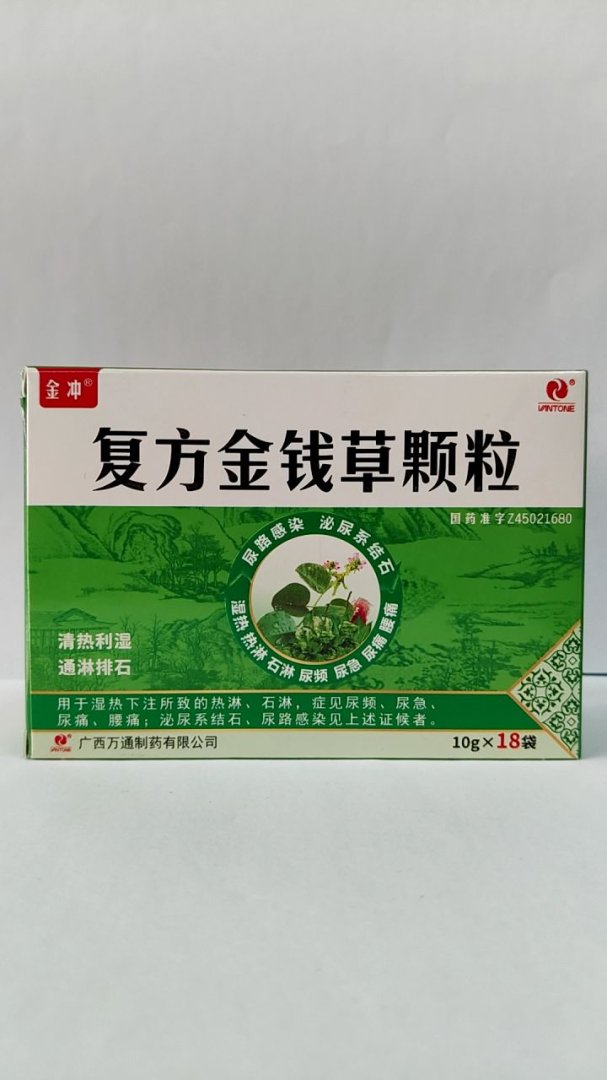 金冲®
VANTONE®
复方金钱草颗粒
国药准字Z45021680
尿路感染 泌尿系结石
湿热 热淋 石淋 尿频 尿急 尿痛 腰痛
清热利湿
通淋排石
用于湿热下注所致的热淋、石淋，症见尿频、尿急、
尿痛、腰痛；泌尿系结石、尿路感染见上述证候者。
VANTONE 广西万通制药有限公司
10g×18袋